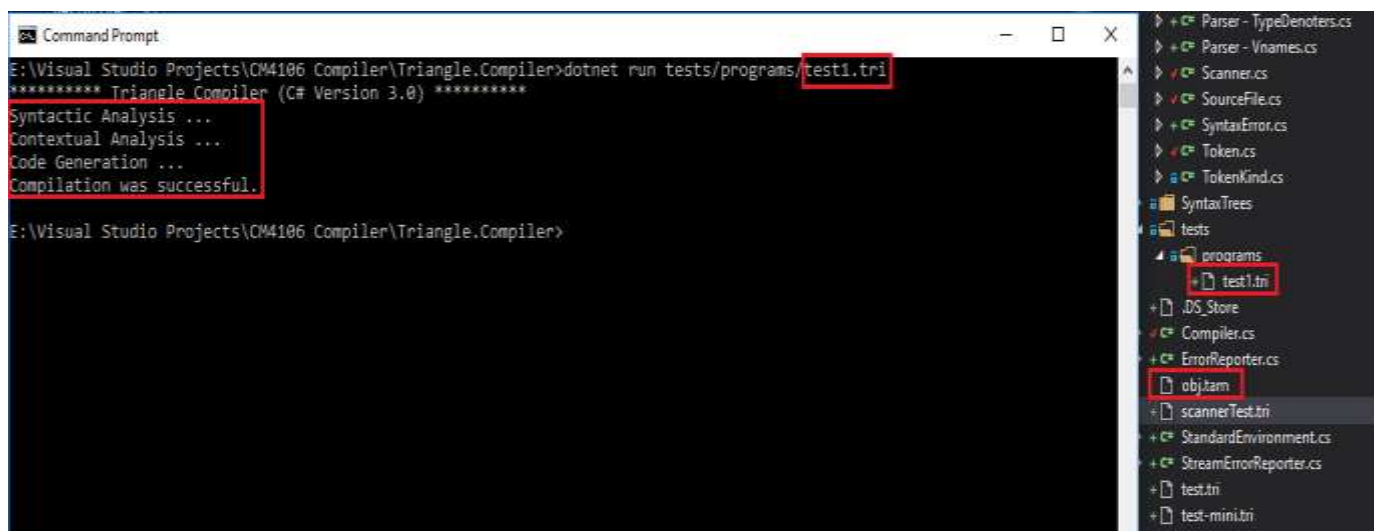 Command Prompt
E:\Visual Studio Projects\CM4106 Compiler\Triangle.Compiler>dotnet run tests/programs/test1.tri
********** Triangle Compiler (C# Version 3.0) **********
Syntactic Analysis ...
Contextual Analysis ...
Code Generation ...
Compilation was successful.
E:\Visual Studio Projects\CM4106 Compiler\Triangle.Compiler>
Parser - TypeDenoters.cs
Parser - Vnames.cs
Scanner.cs
SourceFile.cs
SyntaxError.cs
Token.cs
TokenKind.cs
SyntaxTrees
tests
programs
test1.tri
.DS_Store
Compiler.cs
ErrorReporter.cs
obj.tam
scannerTest.tri
StandardEnvironment.cs
StreamErrorReporter.cs
test.tri
test-mini.tri